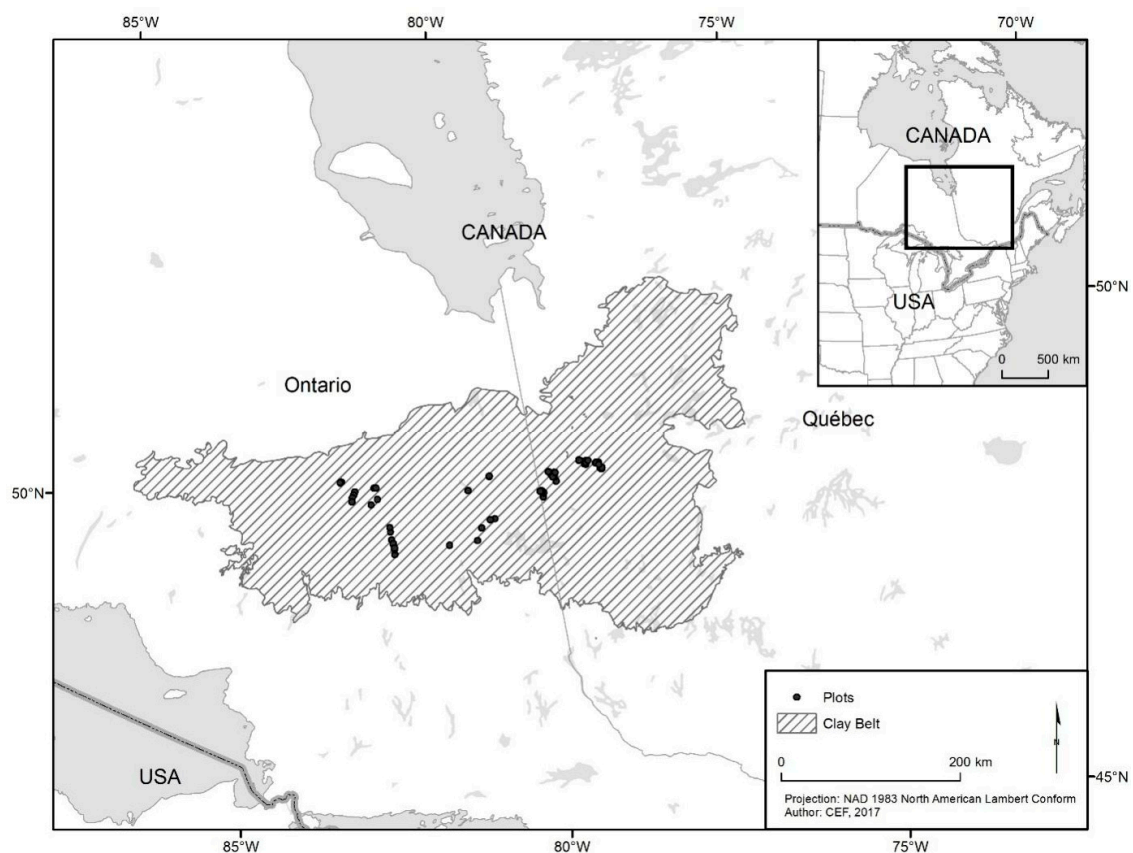 85°W 80°W 75°W 70°W
CANADA
CANADA
USA
0 500 km
50°N
Ontario
Québec
50°N
Plots
Clay Belt
0 200 km
N
USA
45°N
Projection: NAD 1983 North American Lambert Conform
Author: CEF, 2017
85°W 80°W 75°W